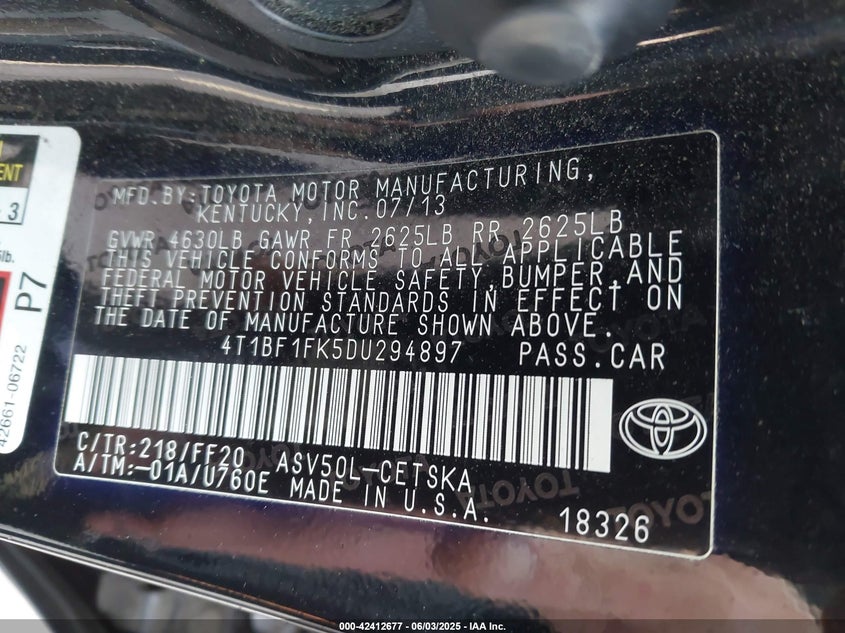 MFD.BY:TOYOTA MOTOR MANUFACTURING,
KENTUCKY,INC.07/13
GVWR 4630LB GAWR FR 2625LB RR 2625LB
THIS VEHICLE CONFORMS TO ALL APPLICABLE
FEDERAL MOTOR VEHICLE SAFETY,BUMPER,AND
THEFT PREVENTION STANDARDS IN EFFECT ON
THE DATE OF MANUFACTURE SHOWN ABOVE.
4T1BF1FK5DU294897 PASS.CAR
C/TR:218/FF20 ASV50L-CETSKA
A/TM:-01A/U760E MADE IN U.S.A.
18326
3
lb.
P7
42661-06722
000-42412677 - 06/03/2025 - IAA Inc.